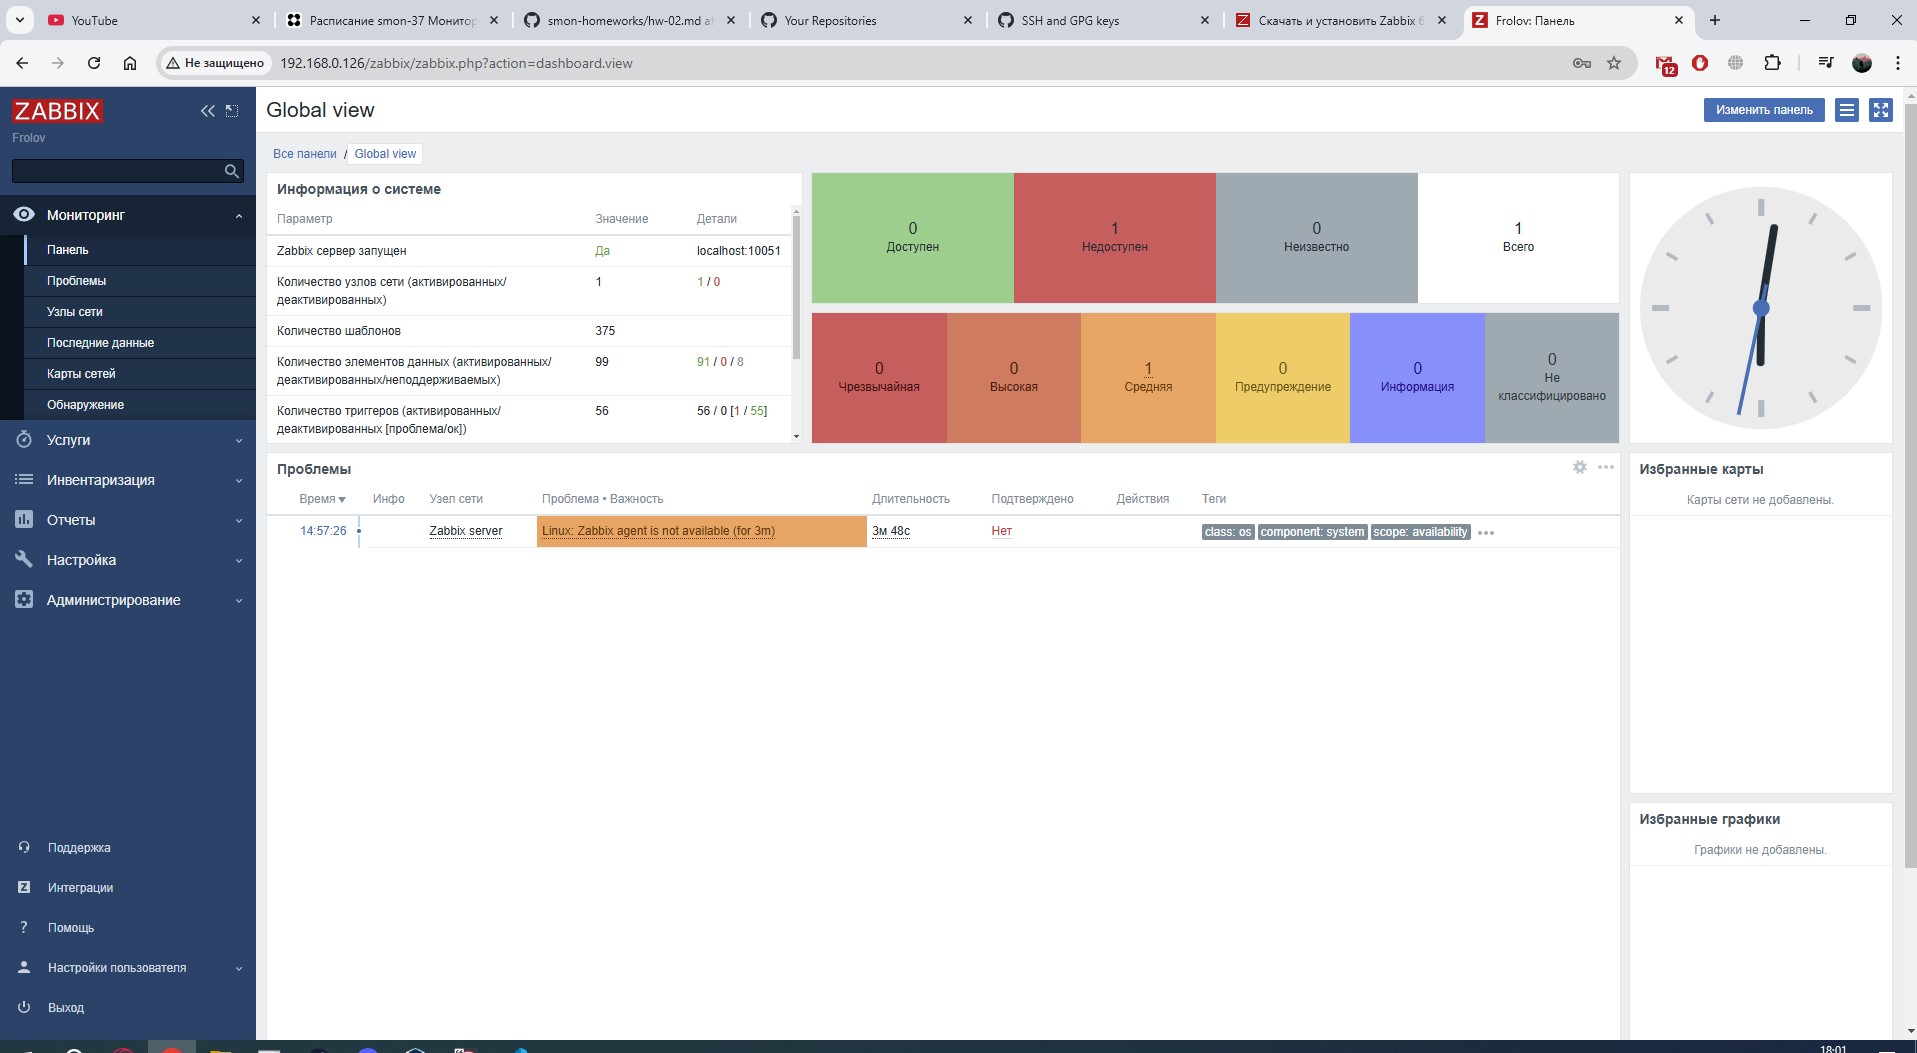 YouTube
Расписание smon-37 Монитор
smon-homeworks/hw-02.md at
Your Repositories
SSH and GPG keys
Скачать и установить Zabbix 6
Frolov: Панель
Не защищено
192.168.0.126/zabbix/zabbix.php?action=dashboard.view
12
ZABBIX
Frolov
Мониторинг
Панель
Проблемы
Узлы сети
Последние данные
Карты сетей
Обнаружение
Услуги
Инвентаризация
Отчеты
Настройка
Администрирование
Поддержка
Интеграции
Помощь
Настройки пользователя
Выход
Global view
Изменить панель
Все панели / Global view
Информация о системе
Параметр Значение Детали
Zabbix сервер запущен Да localhost:10051
Количество узлов сети (активированных/
деактивированных) 1 1 / 0
Количество шаблонов 375
Количество элементов данных (активированных/
деактивированных/неподдерживаемых) 99 91 / 0 / 8
Количество триггеров (активированных/
деактивированных [проблема/ок]) 56 56 / 0 [1 / 55]
0
Доступен
1
Недоступен
0
Неизвестно
1
Всего
0
Чрезвычайная
0
Высокая
1
Средняя
0
Предупреждение
0
Информация
0
Не
классифицировано
Проблемы
Время Инфо Узел сети Проблема • Важность Длительность Подтверждено Действия Теги
14:57:26 Zabbix server Linux: Zabbix agent is not available (for 3m) 3м 48с Нет class: os component: system scope: availability
Избранные карты
Карты сети не добавлены.
Избранные графики
Графики не добавлены.
18:01